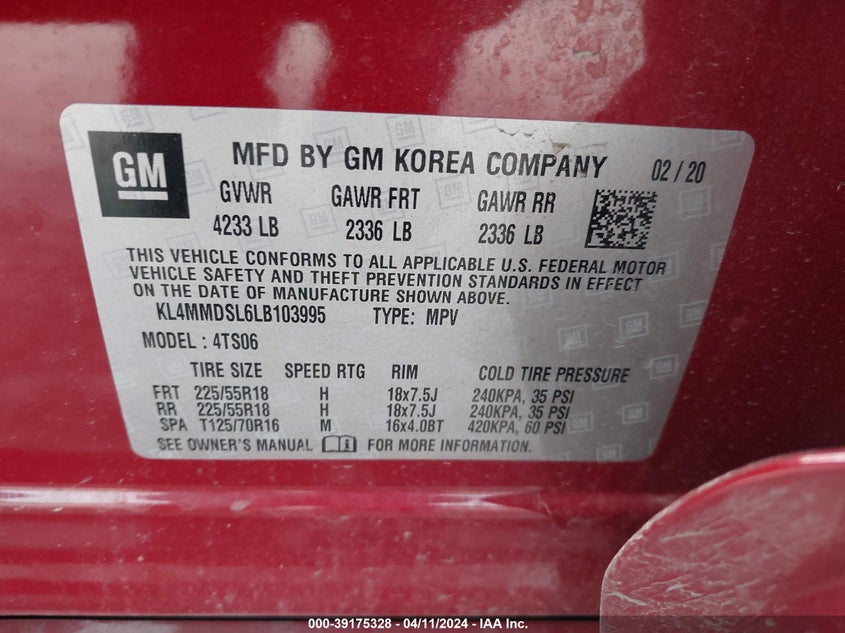 GM
MFD BY GM KOREA COMPANY 02/20
GVWR GAWR FRT GAWR RR
4233 LB 2336 LB 2336 LB
THIS VEHICLE CONFORMS TO ALL APPLICABLE U.S. FEDERAL MOTOR
VEHICLE SAFETY AND THEFT PREVENTION STANDARDS IN EFFECT
ON THE DATE OF MANUFACTURE SHOWN ABOVE.
KL4MMDSL6LB103995 TYPE: MPV
MODEL : 4TS06
TIRE SIZE SPEED RTG RIM COLD TIRE PRESSURE
FRT 225/55R18 H 18x7.5J 240KPA, 35 PSI
RR 225/55R18 H 18x7.5J 240KPA, 35 PSI
SPA T125/70R16 M 16x4.0BT 420KPA, 60 PSI
SEE OWNER'S MANUAL FOR MORE INFORMATION.
000-39175328 - 04/11/2024 - IAA Inc.